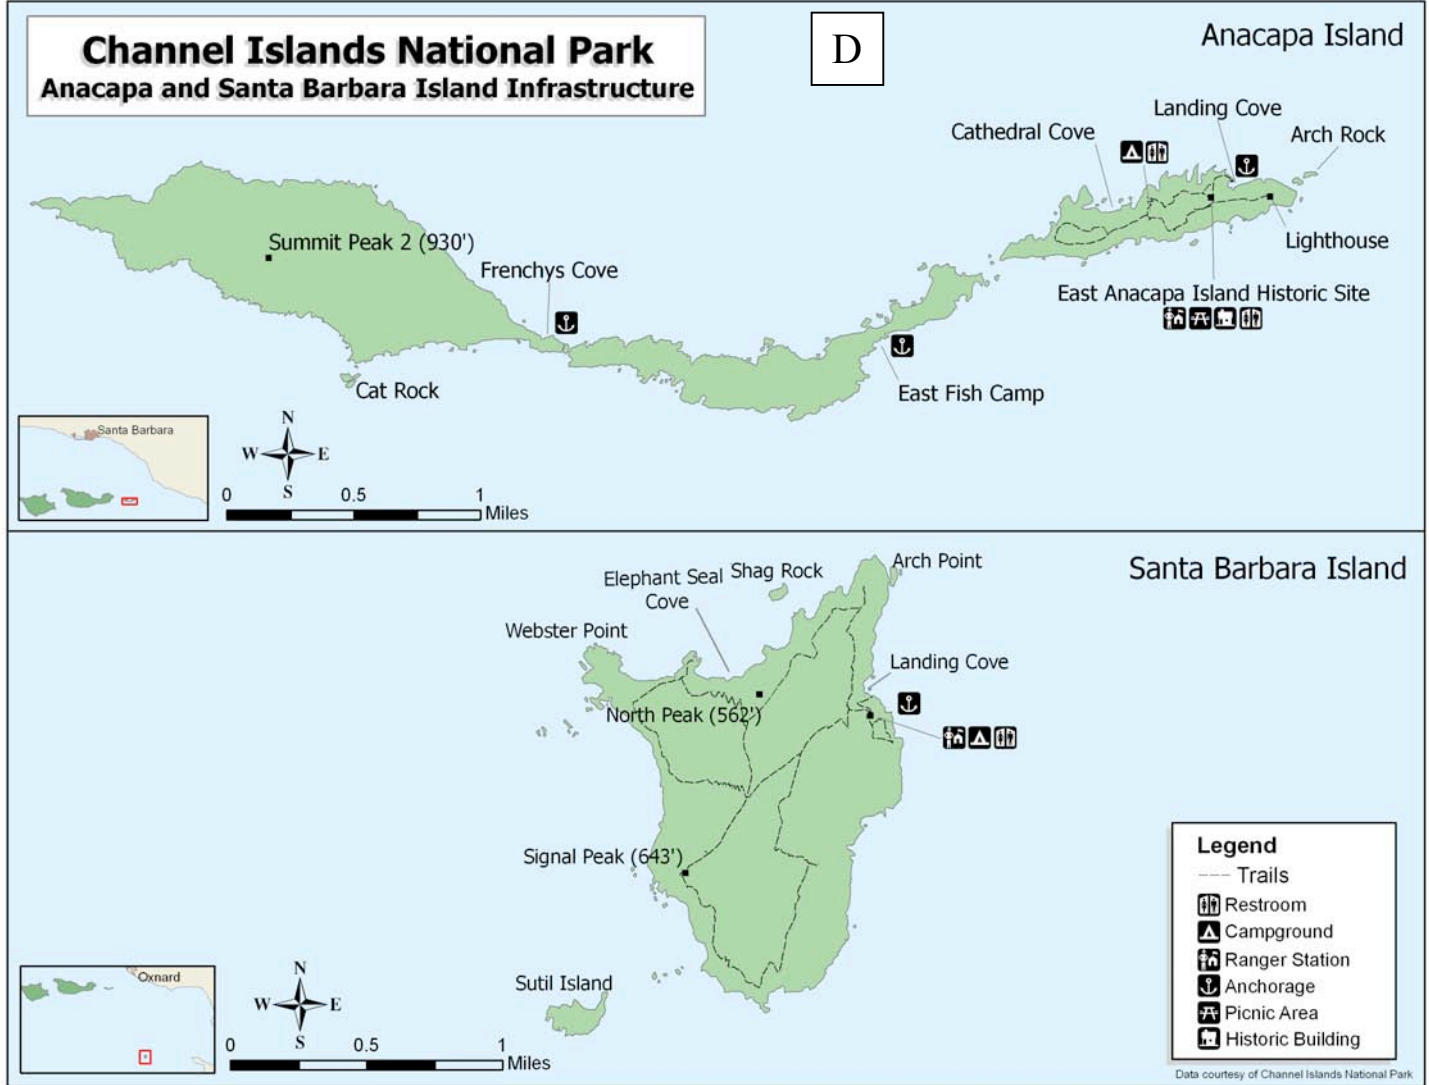 Channel Islands National Park
Anacapa and Santa Barbara Island Infrastructure
D
Anacapa Island
Landing Cove
Cathedral Cove
Arch Rock
Summit Peak 2 (930')
Lighthouse
Frenchys Cove
East Anacapa Island Historic Site
Cat Rock
East Fish Camp
Santa Barbara
N
W E
S
0 0.5 1
Miles
Santa Barbara Island
Arch Point
Shag Rock
Elephant Seal
Cove
Webster Point
Landing Cove
North Peak (562')
Signal Peak (643')
Sutil Island
Oxnard
N
W E
S
0 0.5 1
Miles
Legend
Trails
Restroom
Campground
Ranger Station
Anchorage
Picnic Area
Historic Building
Data courtesy of Channel Islands National Park